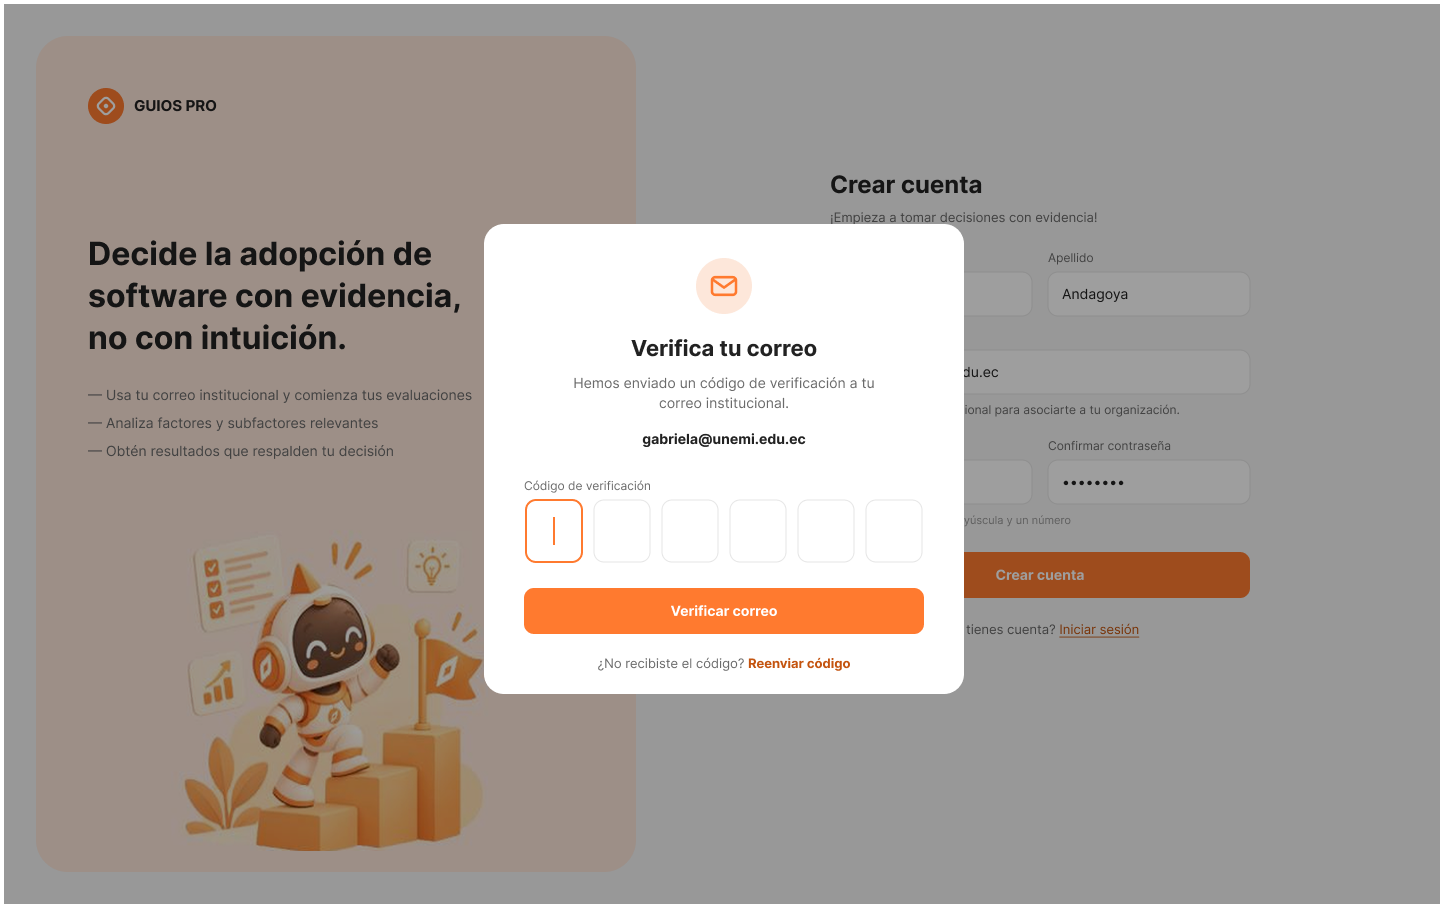 GUIOS PRO
Decide la adopción de
software con evidencia,
no con intuición.
— Usa tu correo institucional y comienza tus evaluaciones
— Analiza factores y subfactores relevantes
— Obtén resultados que respalden tu decisión
Crear cuenta
¡Empieza a tomar decisiones con evidencia!
Apellido
Andagoya
du.ec
ional para asociarte a tu organización.
Confirmar contraseña
••••••••
yúscula y un número
Crear cuenta
tienes cuenta? Iniciar sesión
Verifica tu correo
Hemos enviado un código de verificación a tu
correo institucional.
gabriela@unemi.edu.ec
Código de verificación
Verificar correo
¿No recibiste el código? Reenviar código